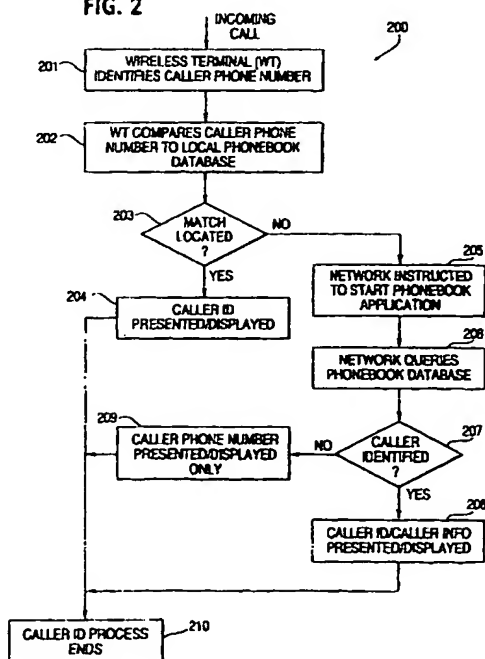 FIG. 2
INCOMING
CALL
200
201
WIRELESS TERMINAL (WT)
IDENTIFIES CALLER PHONE NUMBER
202
WT COMPARES CALLER PHONE
NUMBER TO LOCAL PHONEBOOK
DATABASE
203
MATCH
LOCATED
?
NO
YES
204
CALLER ID
PRESENTED/DISPLAYED
205
NETWORK INSTRUCTED
TO START PHONEBOOK
APPLICATION
206
NETWORK QUERIES
PHONEBOOK DATABASE
209
CALLER PHONE NUMBER
PRESENTED/DISPLAYED
ONLY
NO
CALLER
IDENTIFIED
?
207
YES
208
CALLER ID/CALLER INFO
PRESENTED/DISPLAYED
CALLER ID PROCESS
ENDS
210